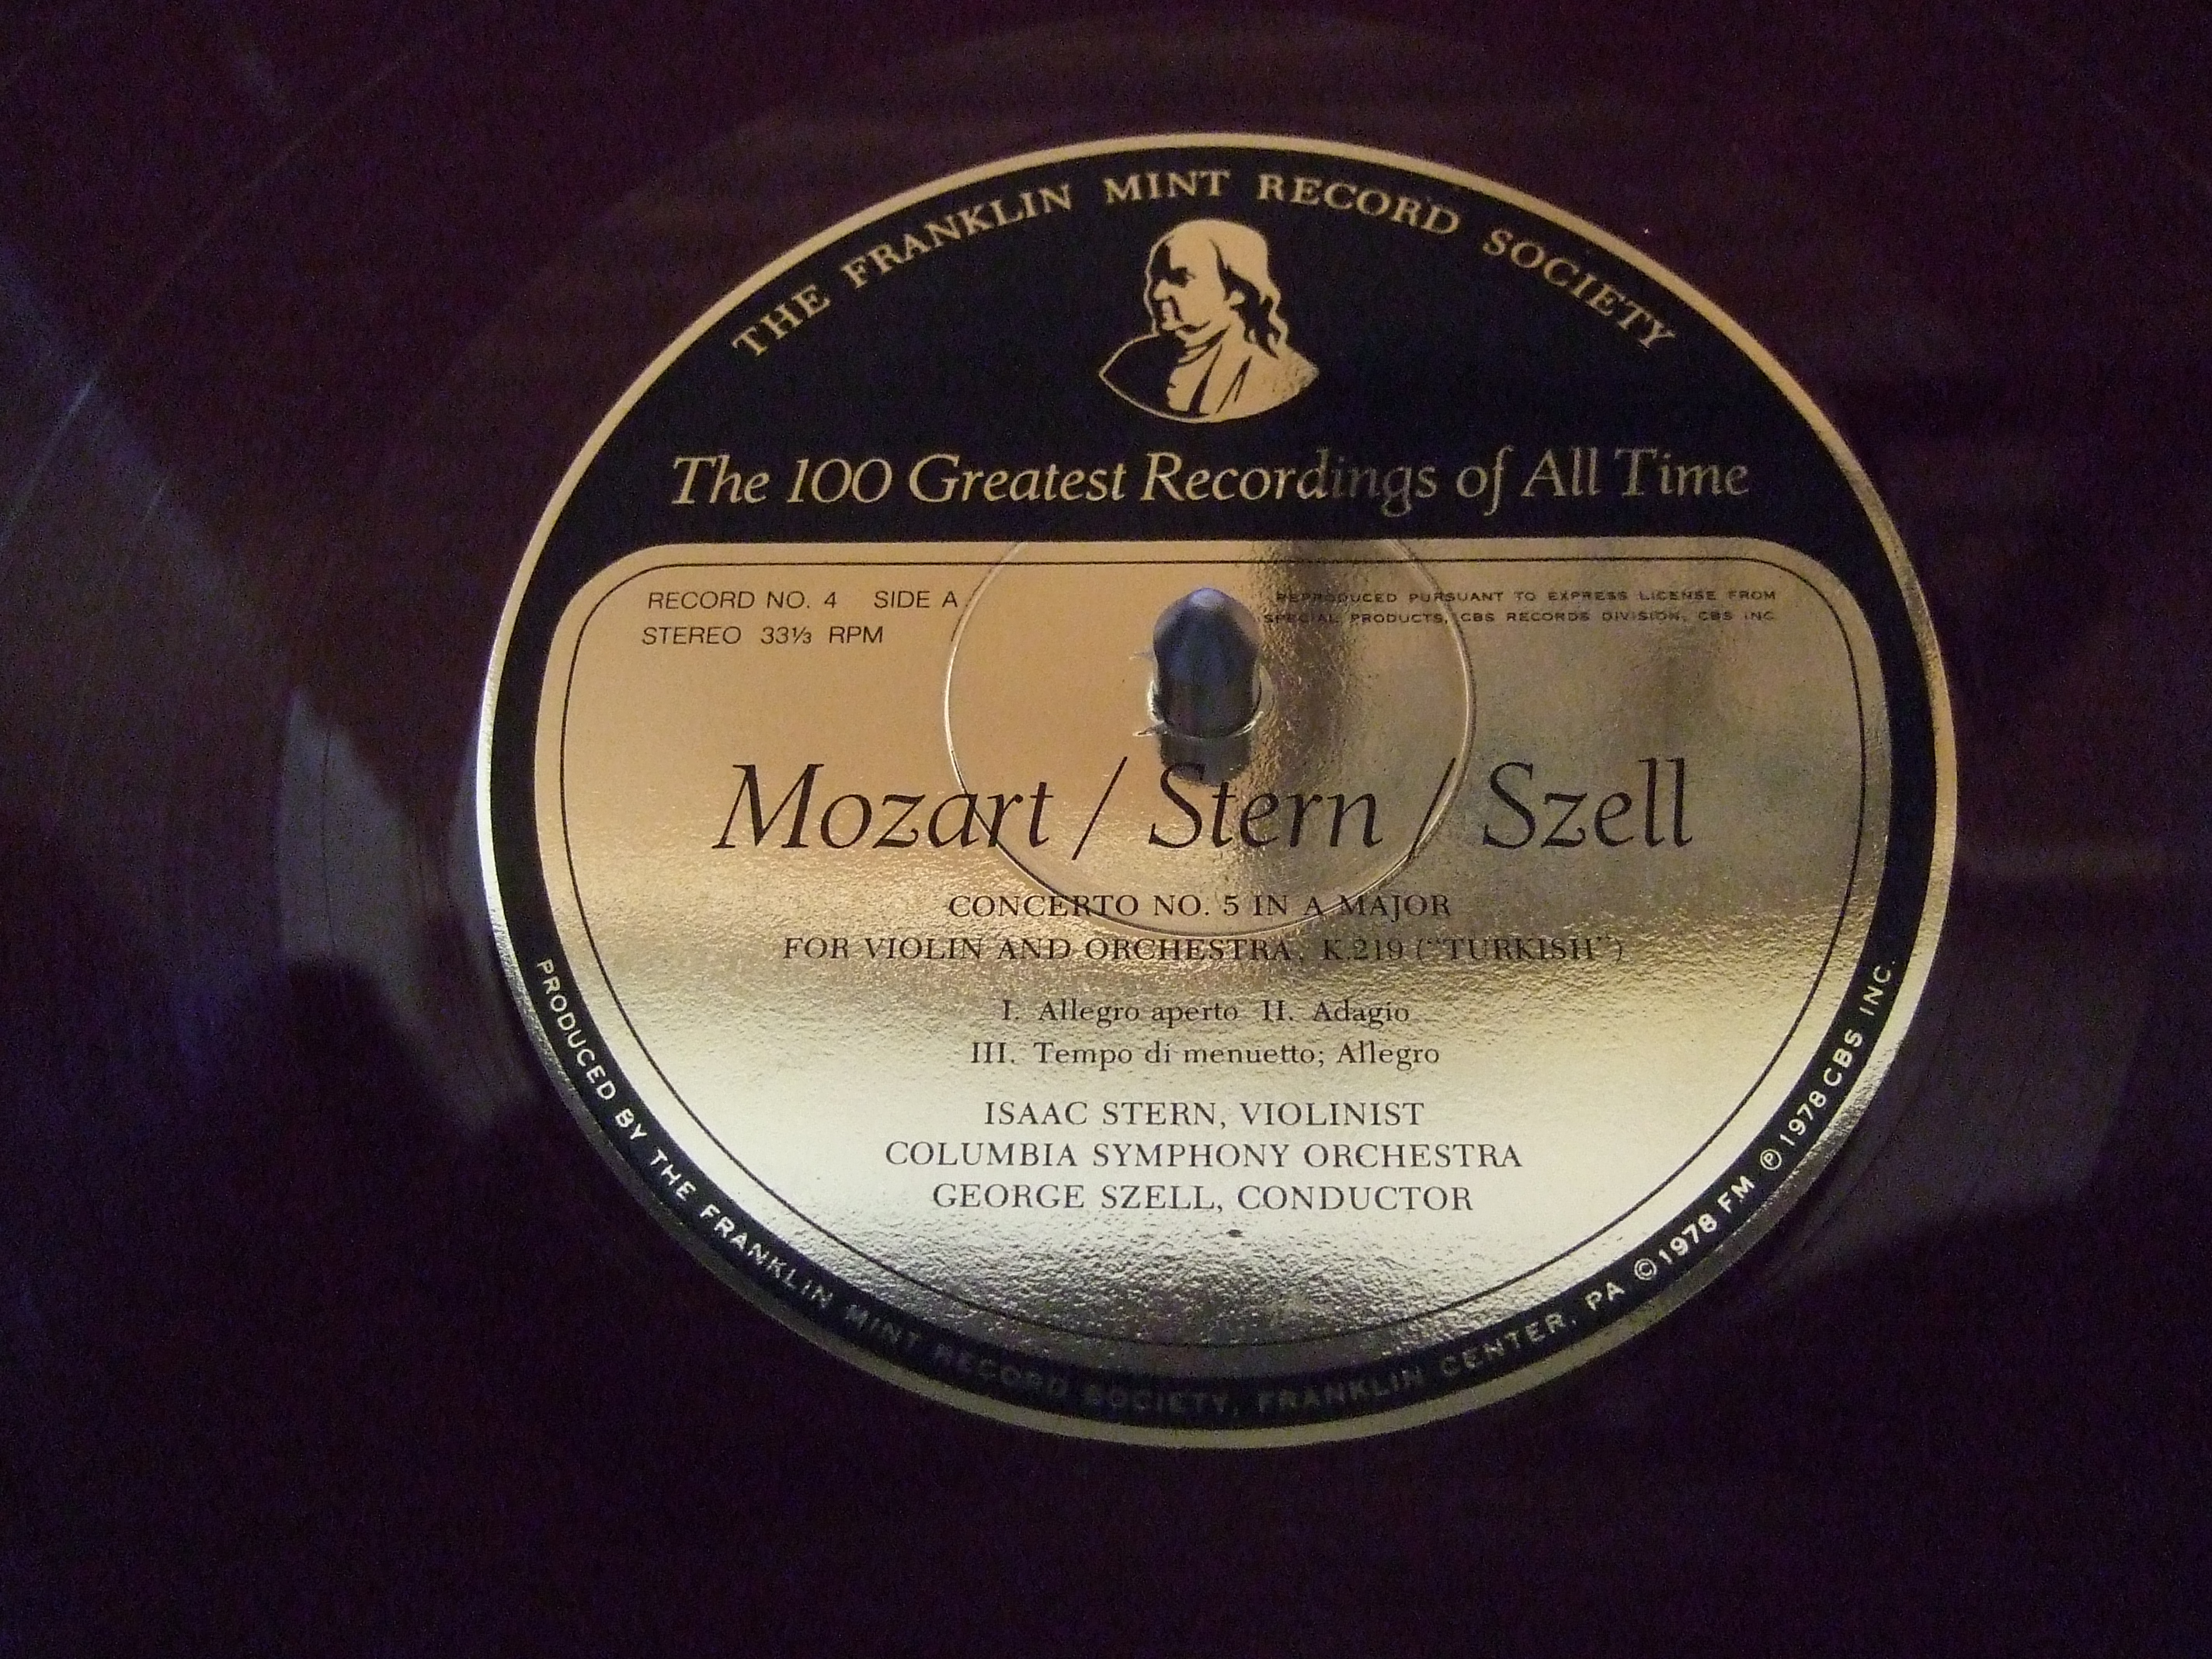 THE FRANKLIN MINT RECORD SOCIETY
The 100 Greatest Recordings of All Time
RECORD NO. 4 SIDE A
STEREO 33⅓ RPM
REPRODUCED PURSUANT TO EXPRESS LICENSE FROM
SPECIAL PRODUCTS, CBS RECORDS DIVISION, CBS INC.
Mozart / Stern / Szell
CONCERTO NO. 5 IN A MAJOR
FOR VIOLIN AND ORCHESTRA, K.219 (“TURKISH”)
I. Allegro aperto II. Adagio
III. Tempo di menuetto; Allegro
ISAAC STERN, VIOLINIST
COLUMBIA SYMPHONY ORCHESTRA
GEORGE SZELL, CONDUCTOR
PRODUCED BY THE FRANKLIN MINT RECORD SOCIETY, FRANKLIN CENTER, PA ©1978 FM ℗1978 CBS INC.